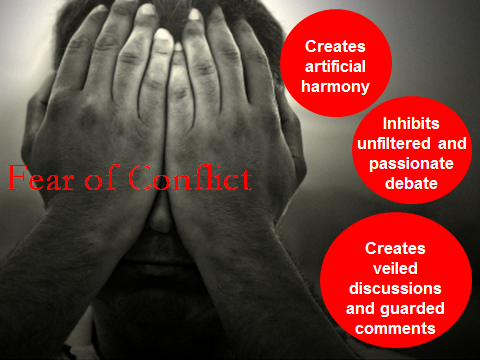 Fear of Conflict
Creates
artificial
harmony
Inhibits
unfiltered and
passionate
debate
Creates
veiled
discussions
and guarded
comments